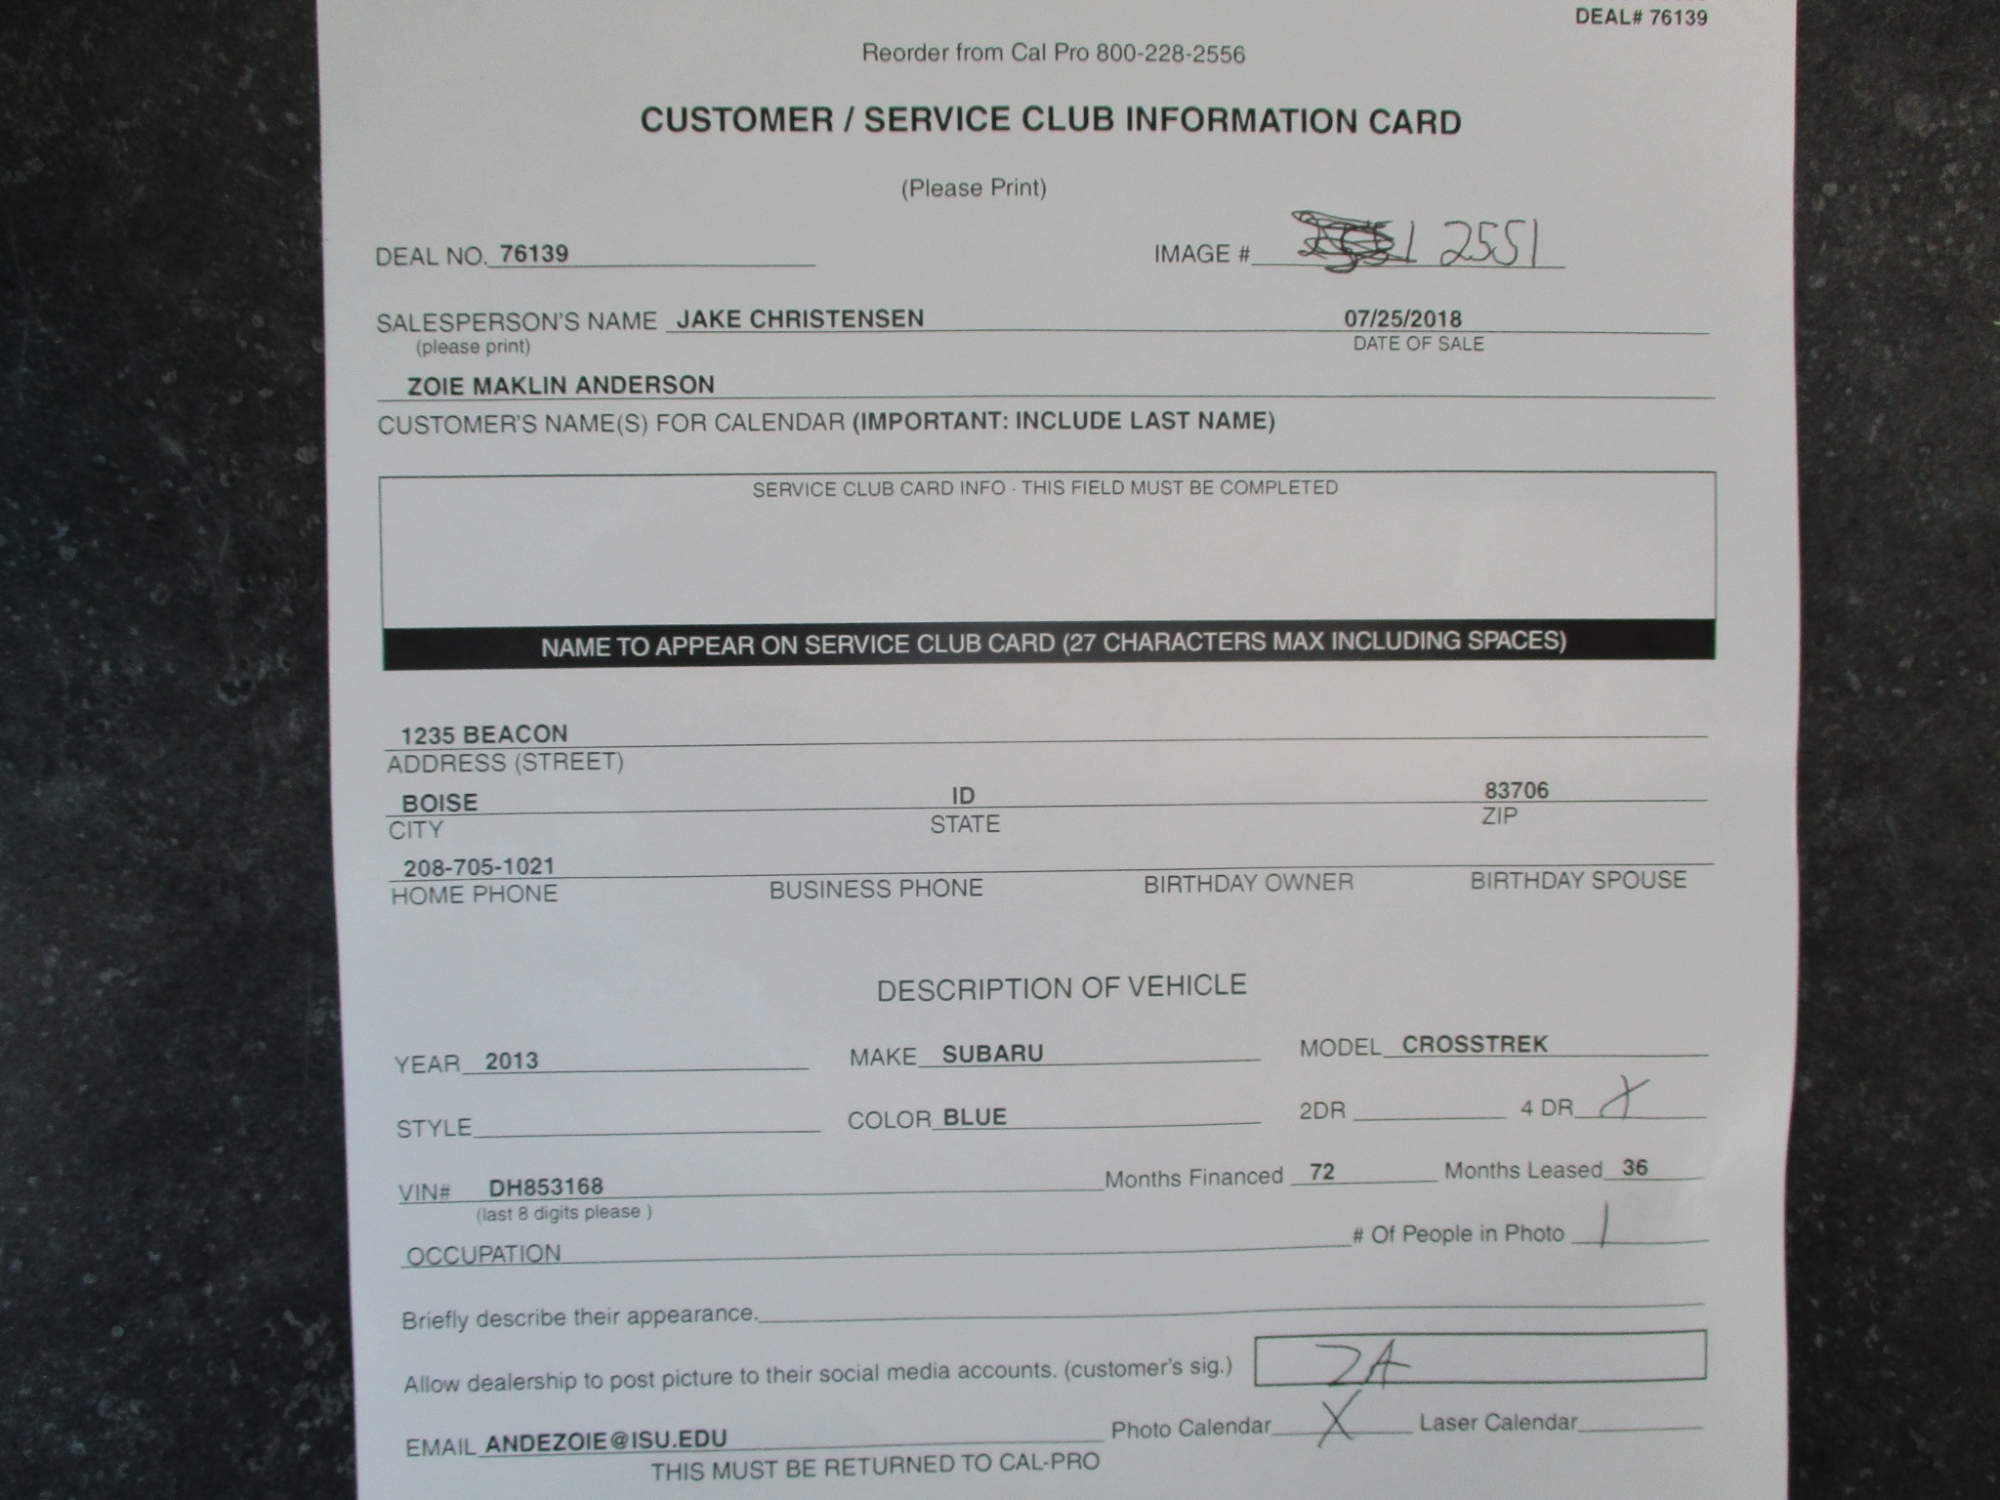 DEAL# 76139
Reorder from Cal Pro 800-228-2556
CUSTOMER / SERVICE CLUB INFORMATION CARD
(Please Print)
DEAL NO. 76139 IMAGE # 2551
SALESPERSON'S NAME JAKE CHRISTENSEN 07/25/2018
(please print) DATE OF SALE
ZOIE MAKLIN ANDERSON
CUSTOMER'S NAME(S) FOR CALENDAR (IMPORTANT: INCLUDE LAST NAME)
SERVICE CLUB CARD INFO - THIS FIELD MUST BE COMPLETED
NAME TO APPEAR ON SERVICE CLUB CARD (27 CHARACTERS MAX INCLUDING SPACES)
1235 BEACON
ADDRESS (STREET)
BOISE ID 83706
CITY STATE ZIP
208-705-1021
HOME PHONE BUSINESS PHONE BIRTHDAY OWNER BIRTHDAY SPOUSE
DESCRIPTION OF VEHICLE
YEAR 2013 MAKE SUBARU MODEL CROSSTREK
STYLE COLOR BLUE 2DR 4 DR X
VIN# DH853168 Months Financed 72 Months Leased 36
(last 8 digits please )
OCCUPATION # Of People in Photo 1
Briefly describe their appearance.
Allow dealership to post picture to their social media accounts. (customer's sig.) ZA
EMAIL ANDEZOIE@ISU.EDU Photo Calendar X Laser Calendar
THIS MUST BE RETURNED TO CAL-PRO